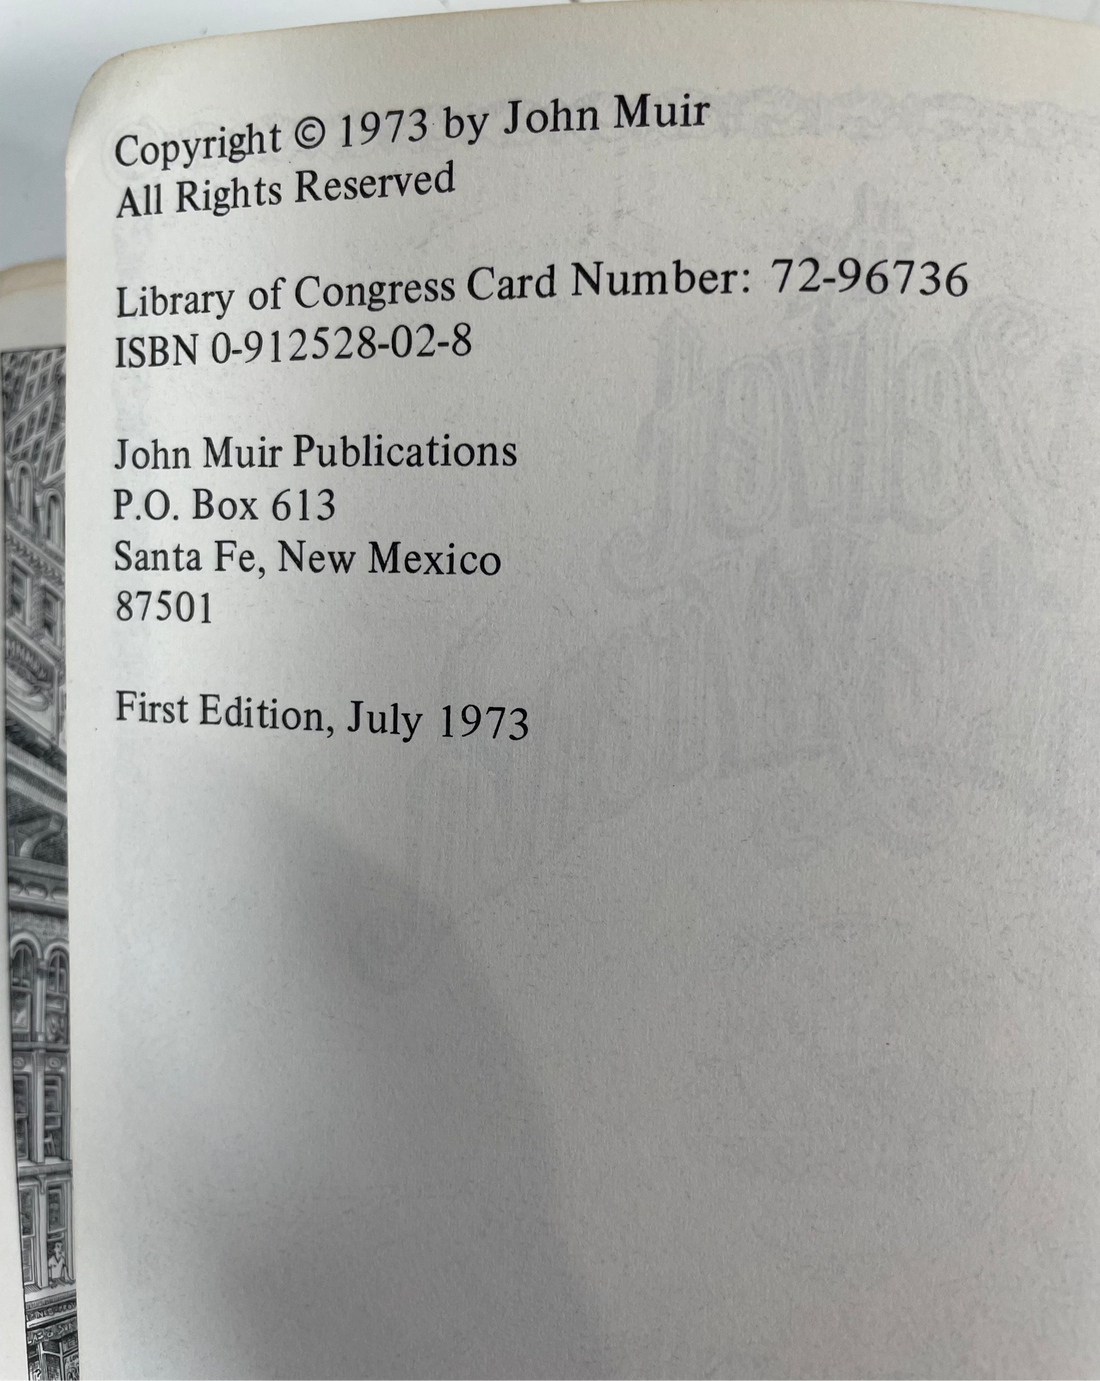 Copyright © 1973 by John Muir
All Rights Reserved
Library of Congress Card Number: 72-96736
ISBN 0-912528-02-8
John Muir Publications
P.O. Box 613
Santa Fe, New Mexico
87501
First Edition, July 1973